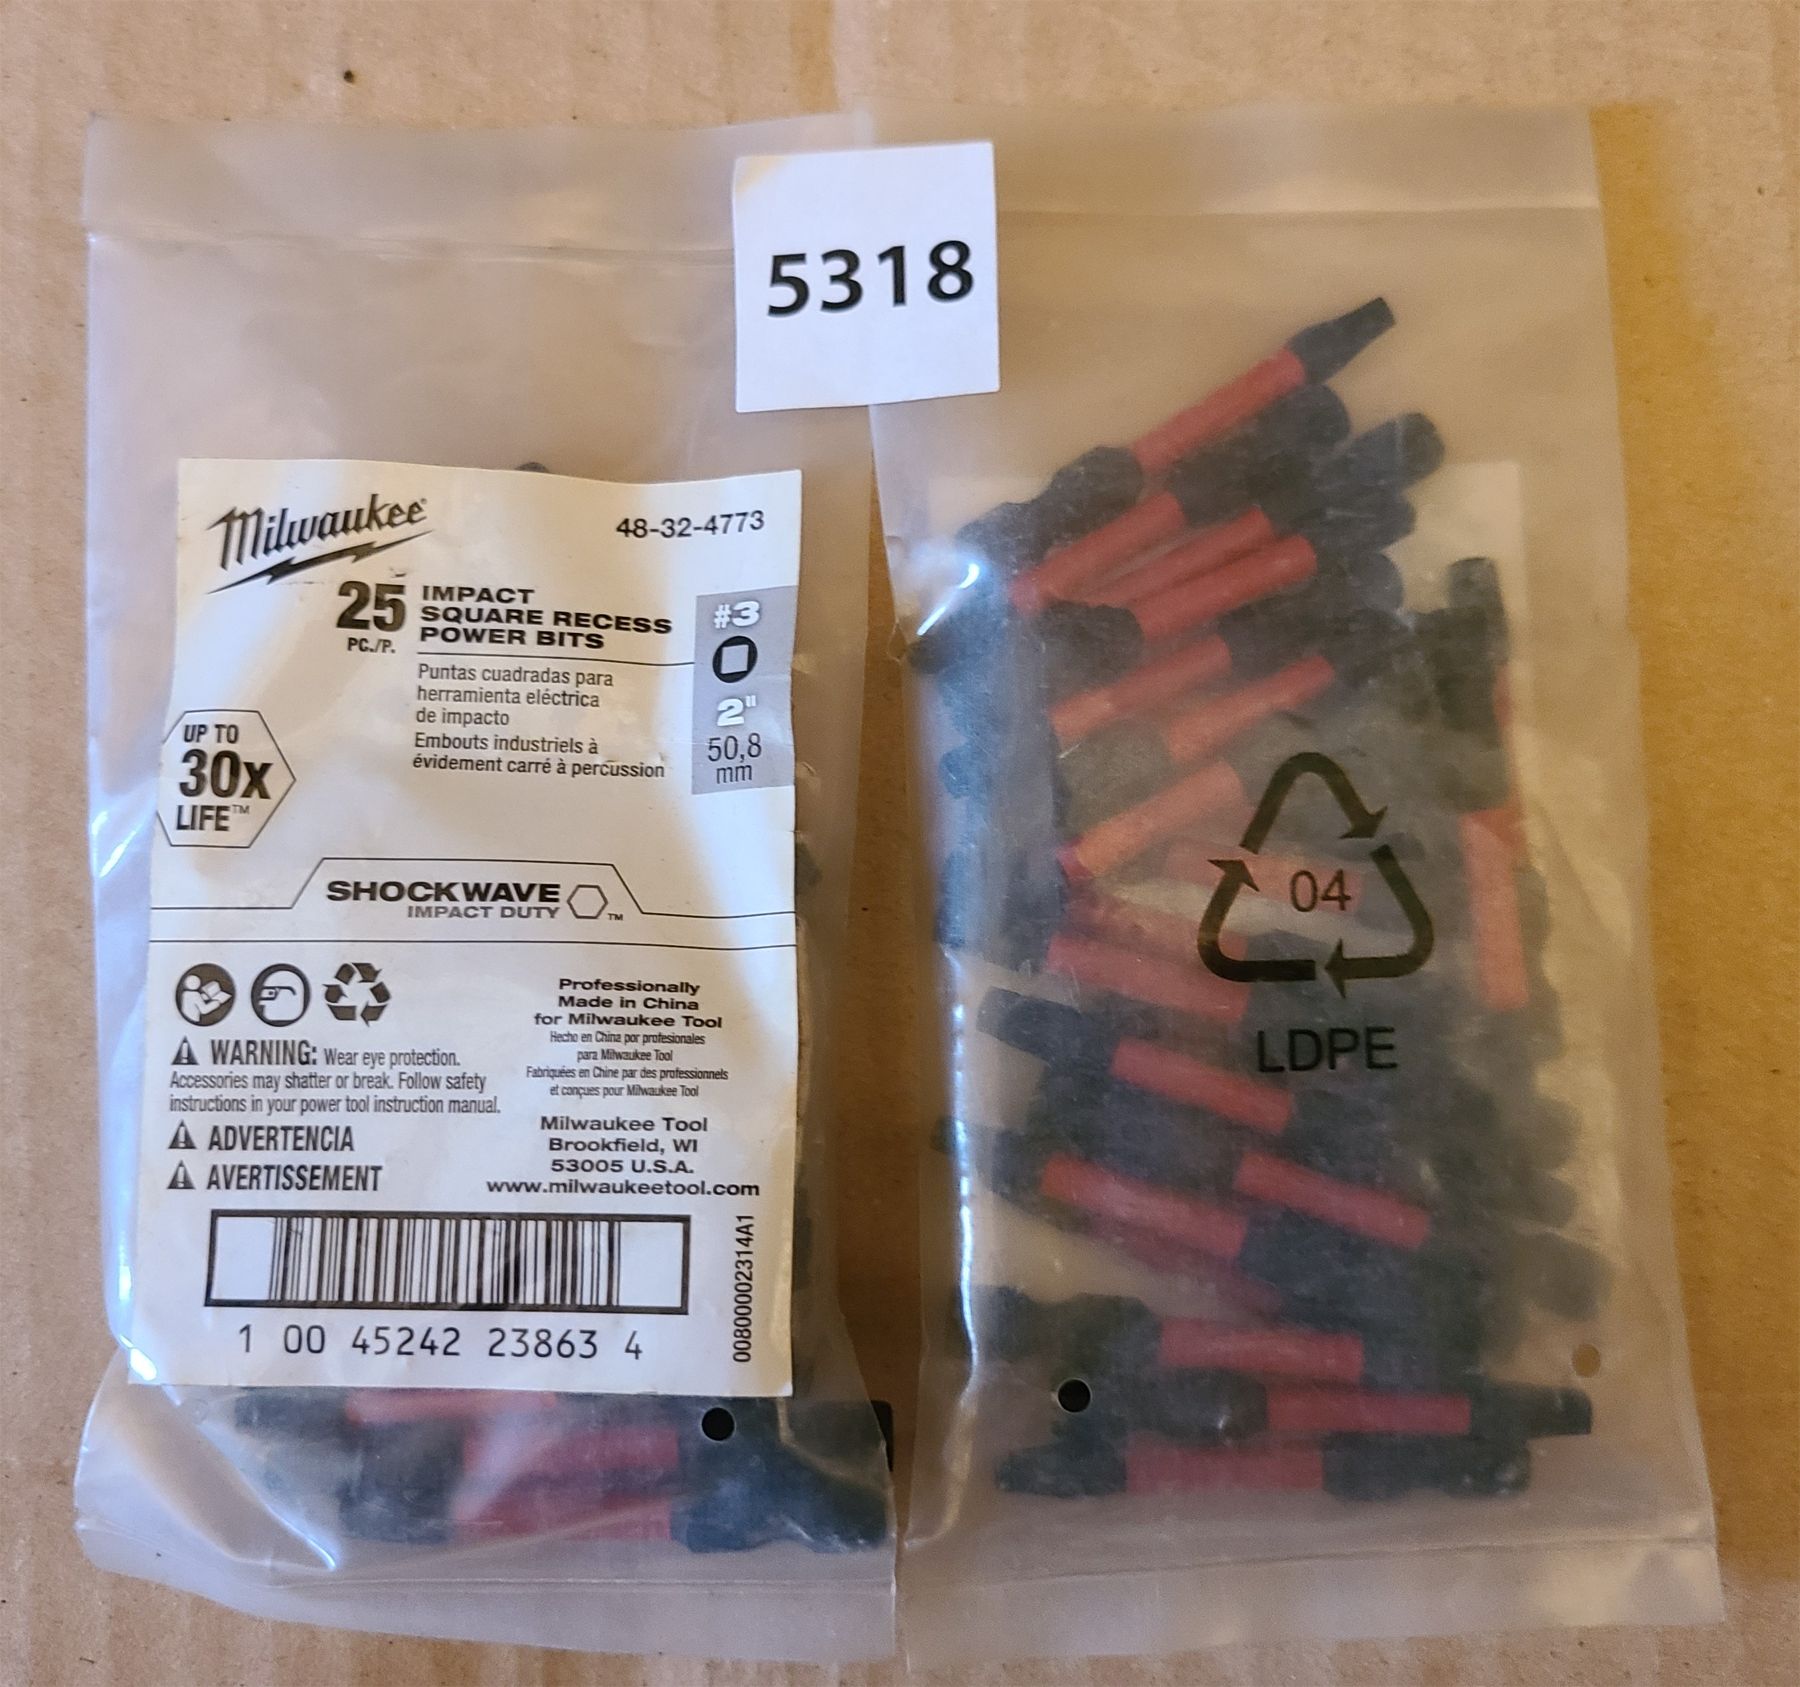 5318
Milwaukee®
48-32-4773
25
PC./P.
IMPACT
SQUARE RECESS
POWER BITS
Puntas cuadradas para
herramienta eléctrica
de impacto
Embouts industriels à
évidement carré à percussion
#3
2"
50,8
mm
UP TO
30x
LIFE™
SHOCKWAVE
IMPACT DUTY ™
Professionally
Made in China
for Milwaukee Tool
Hecho en China por profesionales
para Milwaukee Tool
Fabriquées en Chine par des professionnels
et conçues pour Milwaukee Tool
WARNING: Wear eye protection.
Accessories may shatter or break. Follow safety
instructions in your power tool instruction manual.
ADVERTENCIA
AVERTISSEMENT
Milwaukee Tool
Brookfield, WI
53005 U.S.A.
www.milwaukeetool.com
1 00 45242 23863 4
0080002314A1
04
LDPE